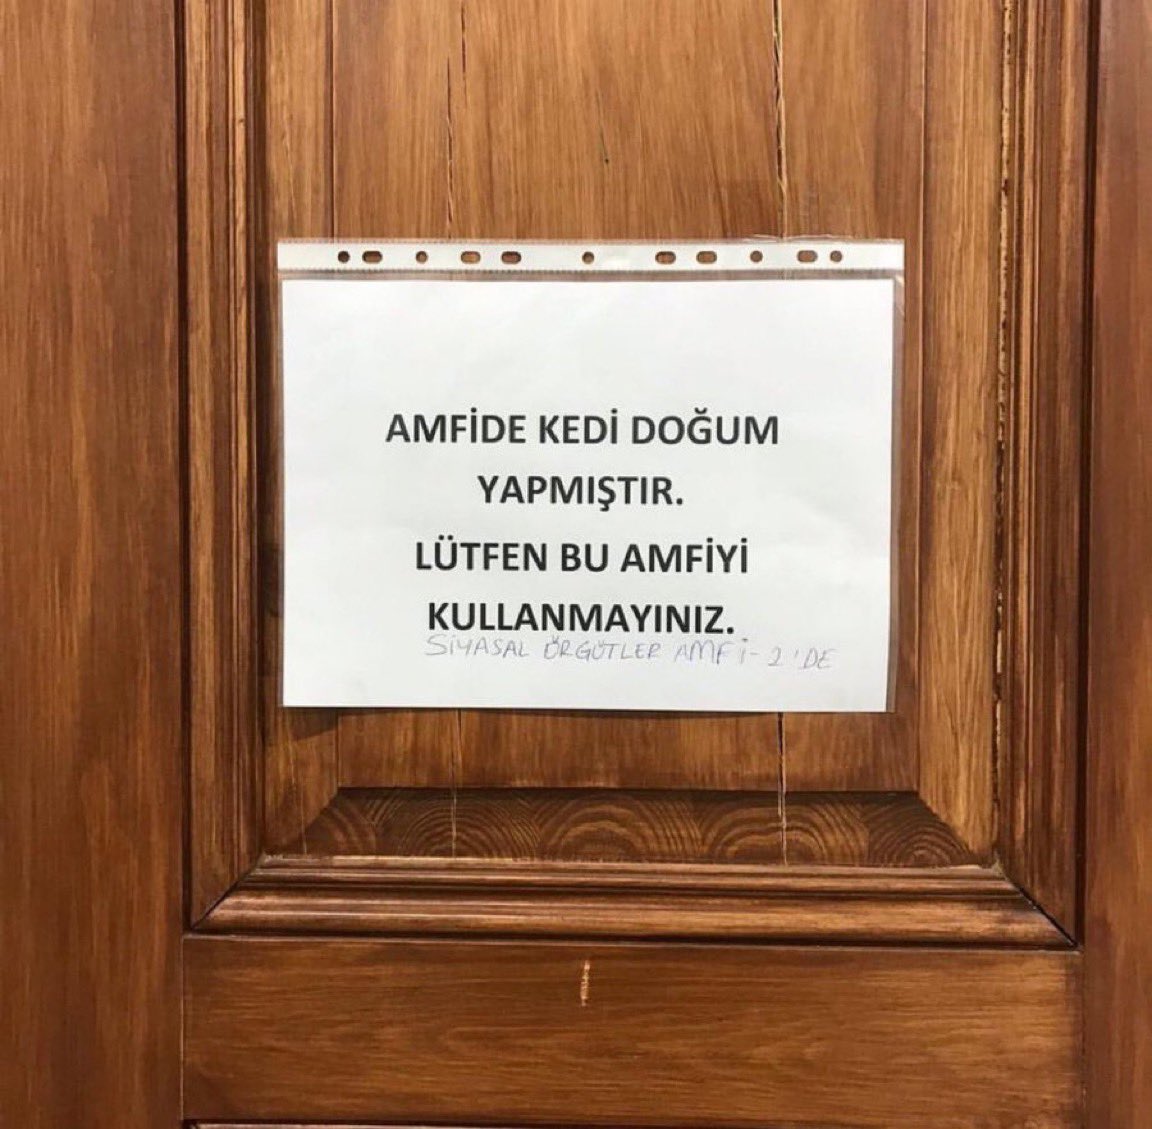 AMFİDE KEDİ DOĞUM
YAPMIŞTIR.
LÜTFEN BU AMFİYİ
KULLANMAYINIZ.
SİYASAL ÖRGÜTLER AMFİ-2'DE